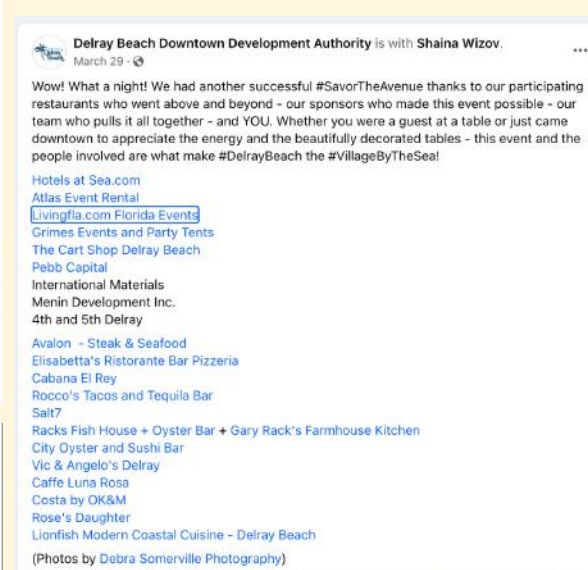 Delray Beach Downtown Development Authority is with Shaina Wizov.
March 29 ·
Wow! What a night! We had another successful #SavorTheAvenue thanks to our participating
restaurants who went above and beyond - our sponsors who made this event possible - our
team who pulls it all together - and YOU. Whether you were a guest at a table or just came
downtown to appreciate the energy and the beautifully decorated tables - this event and the
people involved are what make #DelrayBeach the #VillageByTheSea!
Hotels at Sea.com
Atlas Event Rental
Livingfla.com Florida Events
Grimes Events and Party Tents
The Cart Shop Delray Beach
Pebb Capital
International Materials
Menin Development Inc.
4th and 5th Delray
Avalon - Steak & Seafood
Elisabetta's Ristorante Bar Pizzeria
Cabana El Rey
Rocco's Tacos and Tequila Bar
Salt7
Racks Fish House + Oyster Bar + Gary Rack's Farmhouse Kitchen
City Oyster and Sushi Bar
Vic & Angelo's Delray
Caffe Luna Rosa
Costa by OK&M
Rose's Daughter
Lionfish Modern Coastal Cuisine - Delray Beach
(Photos by Debra Somerville Photography)